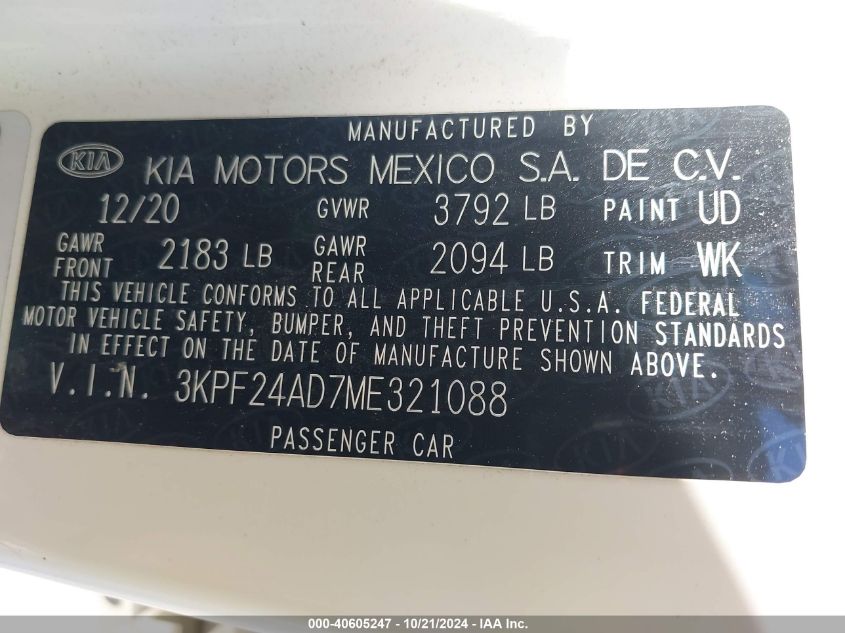 MANUFACTURED BY
KIA KIA MOTORS MEXICO S.A. DE C.V.
12/20 GVWR 3792 LB PAINT UD
GAWR FRONT 2183 LB GAWR REAR 2094 LB TRIM WK
THIS VEHICLE CONFORMS TO ALL APPLICABLE U.S.A. FEDERAL
MOTOR VEHICLE SAFETY, BUMPER, AND THEFT PREVENTION STANDARDS
IN EFFECT ON THE DATE OF MANUFACTURE SHOWN ABOVE.
V.I.N. 3KPF24AD7ME321088
PASSENGER CAR
000-40605247 - 10/21/2024 - IAA Inc.